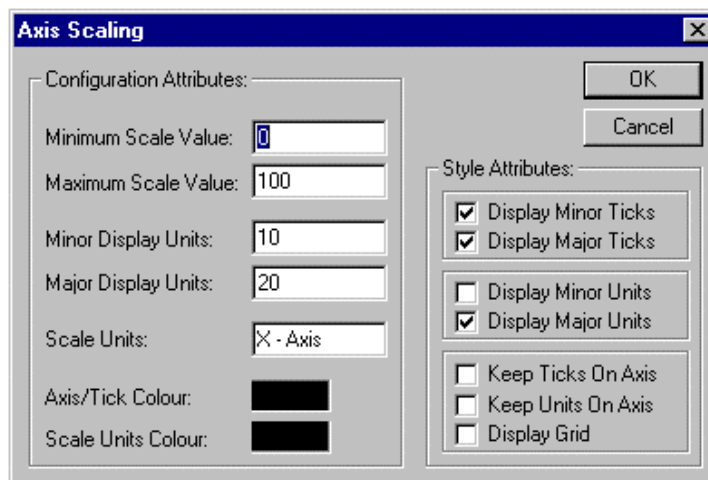 Axis Scaling
Configuration Attributes:
Minimum Scale Value: 0
Maximum Scale Value: 100
Minor Display Units: 10
Major Display Units: 20
Scale Units: X - Axis
Axis/Tick Colour:
Scale Units Colour:
OK
Cancel
Style Attributes:
Display Minor Ticks
Display Major Ticks
Display Minor Units
Display Major Units
Keep Ticks On Axis
Keep Units On Axis
Display Grid